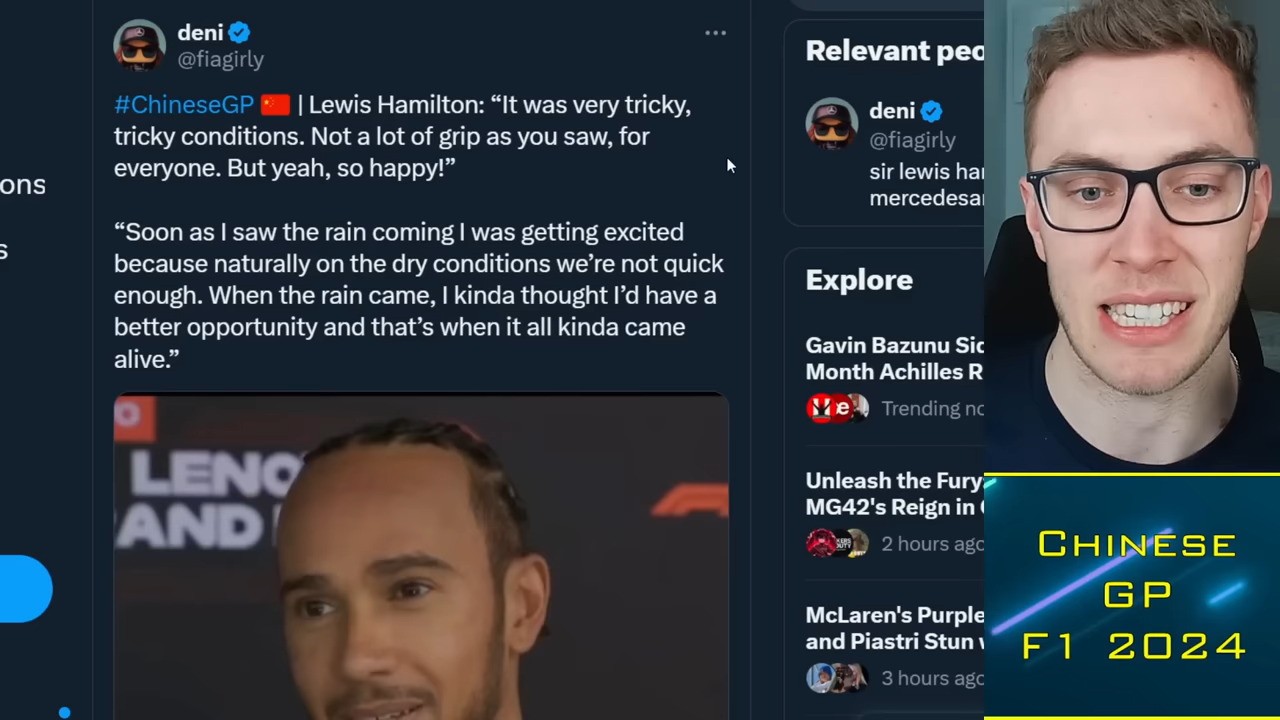 ons
s
deni
@fiagirly
#ChineseGP 🇨🇳 | Lewis Hamilton: “It was very tricky,
tricky conditions. Not a lot of grip as you saw, for
everyone. But yeah, so happy!”
“Soon as I saw the rain coming I was getting excited
because naturally on the dry conditions we’re not quick
enough. When the rain came, I kinda thought I’d have a
better opportunity and that’s when it all kinda came
alive.”
LENO
AND
Relevant peo
deni
@fiagirly
sir lewis har
mercedesar
Explore
Gavin Bazunu Sid
Month Achilles R
Trending no
Unleash the Fury
MG42's Reign in
2 hours ago
McLaren's Purple
and Piastri Stun
3 hours ago
CHINESE
GP
F1 2024